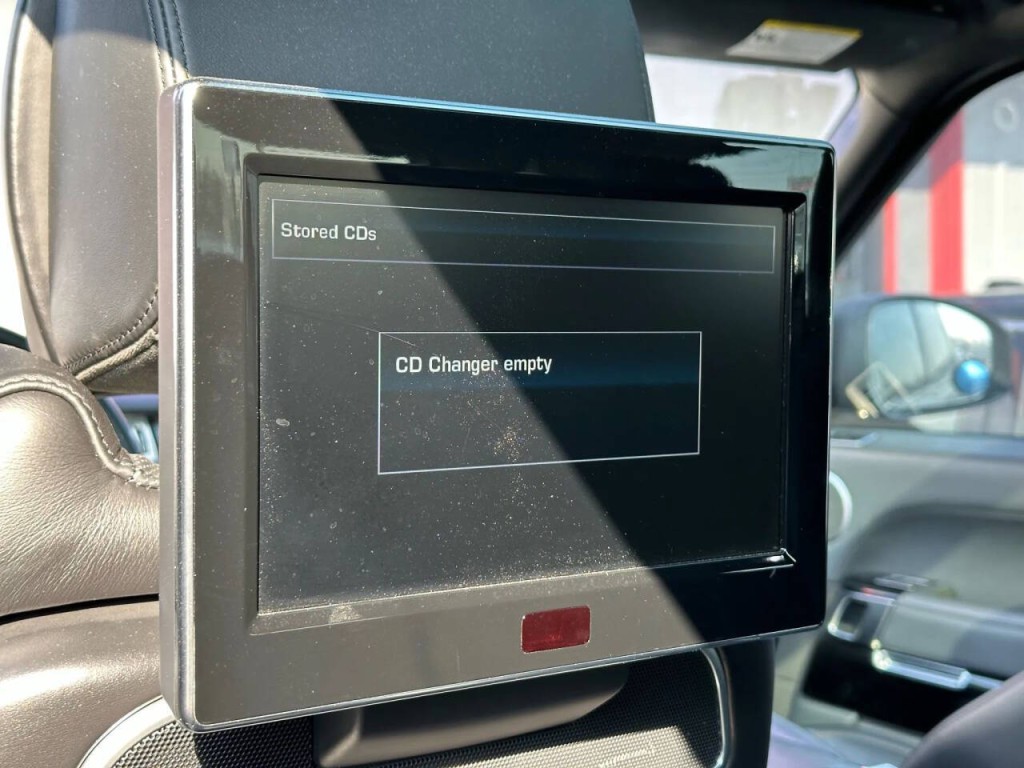 Stored CDs
CD Changer empty